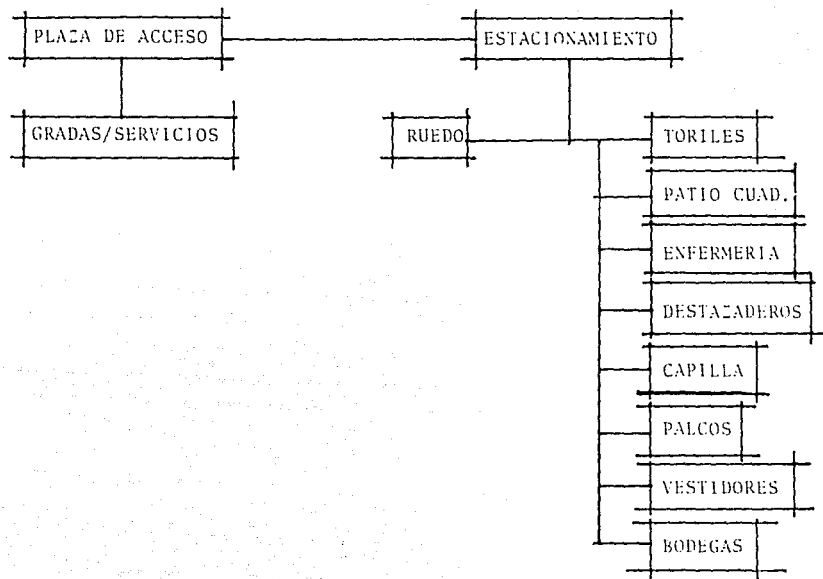 PLAZA DE ACCESO
ESTACIONAMIENTO
GRADAS/SERVICIOS
RUEDO
TORILES
PATIO CUAD.
ENFERMERIA
DESTAZADEROS
CAPILLA
PALCOS
VESTIDORES
BODEGAS